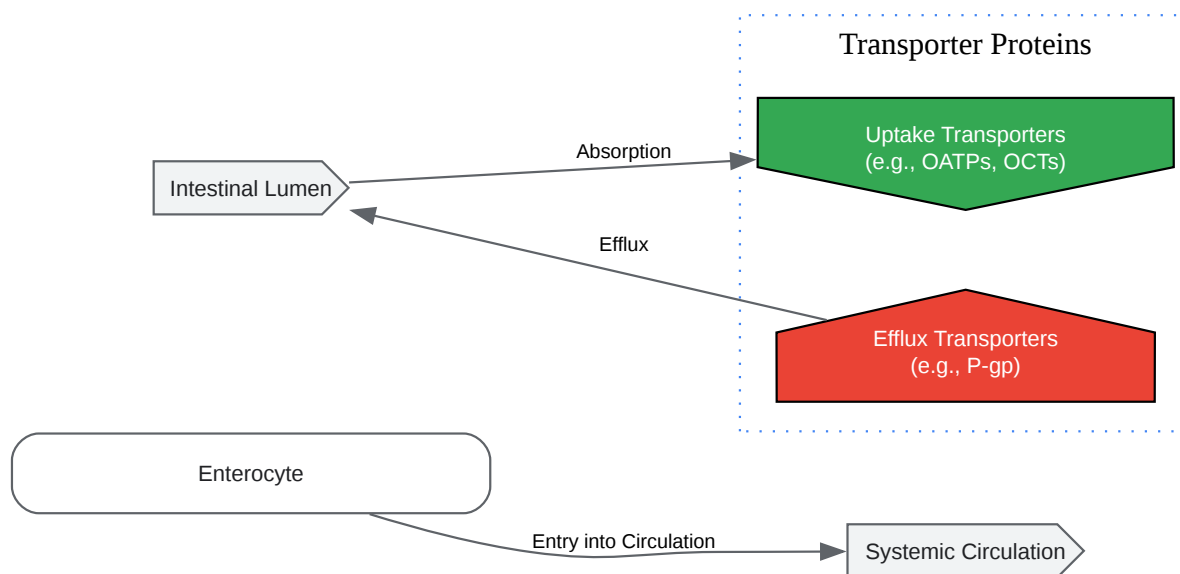 Transporter Proteins
Uptake Transporters
(e.g., OATPs, OCTs)
Absorption
Intestinal Lumen
Efflux
Efflux Transporters
(e.g., P-gp)
Enterocyte
Entry into Circulation
Systemic Circulation